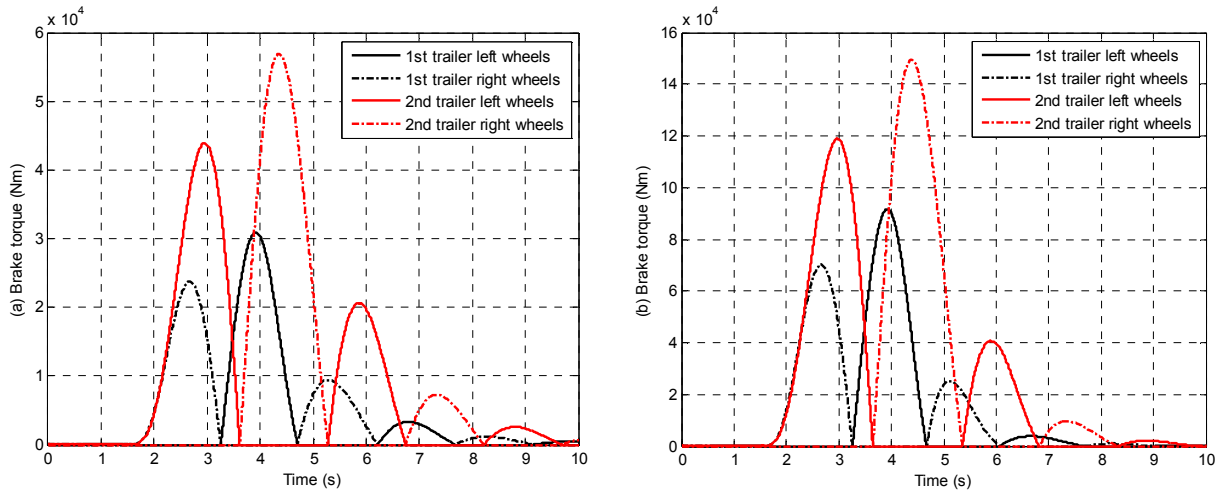 x 10⁴
6
5
4
3
2
1
0
0 1 2 3 4 5 6 7 8 9 10
(a) Brake torque (Nm)
Time (s)
1st trailer left wheels
1st trailer right wheels
2nd trailer left wheels
2nd trailer right wheels
x 10⁴
16
14
12
10
8
6
4
2
0
0 1 2 3 4 5 6 7 8 9 10
(b) Brake torque (Nm)
Time (s)
1st trailer left wheels
1st trailer right wheels
2nd trailer left wheels
2nd trailer right wheels